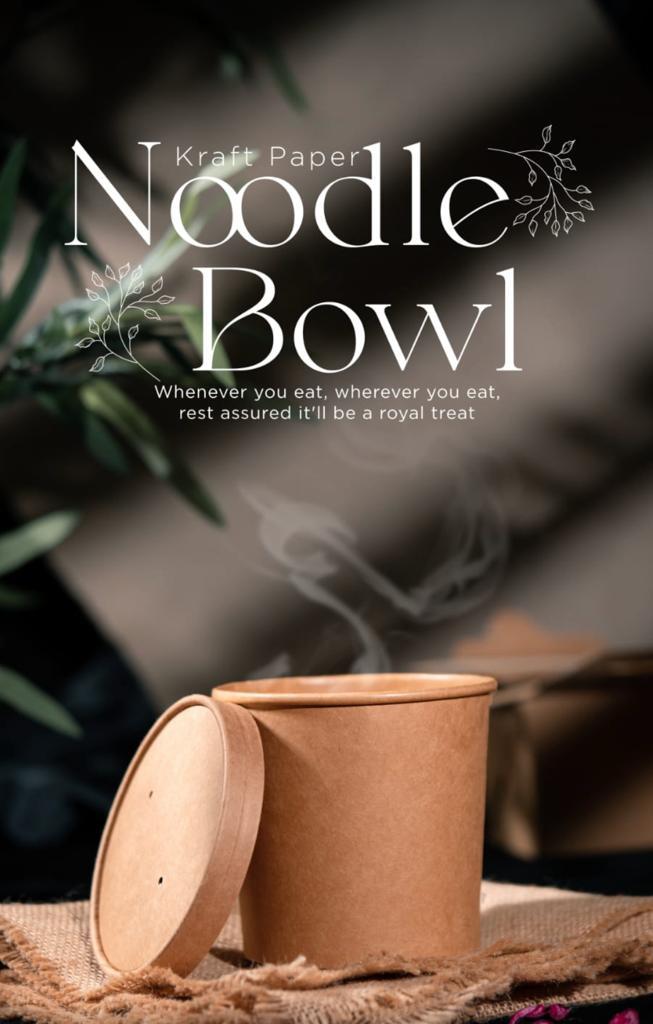 Kraft Paper
Noodle
Bowl
Whenever you eat, wherever you eat,
rest assured it'll be a royal treat